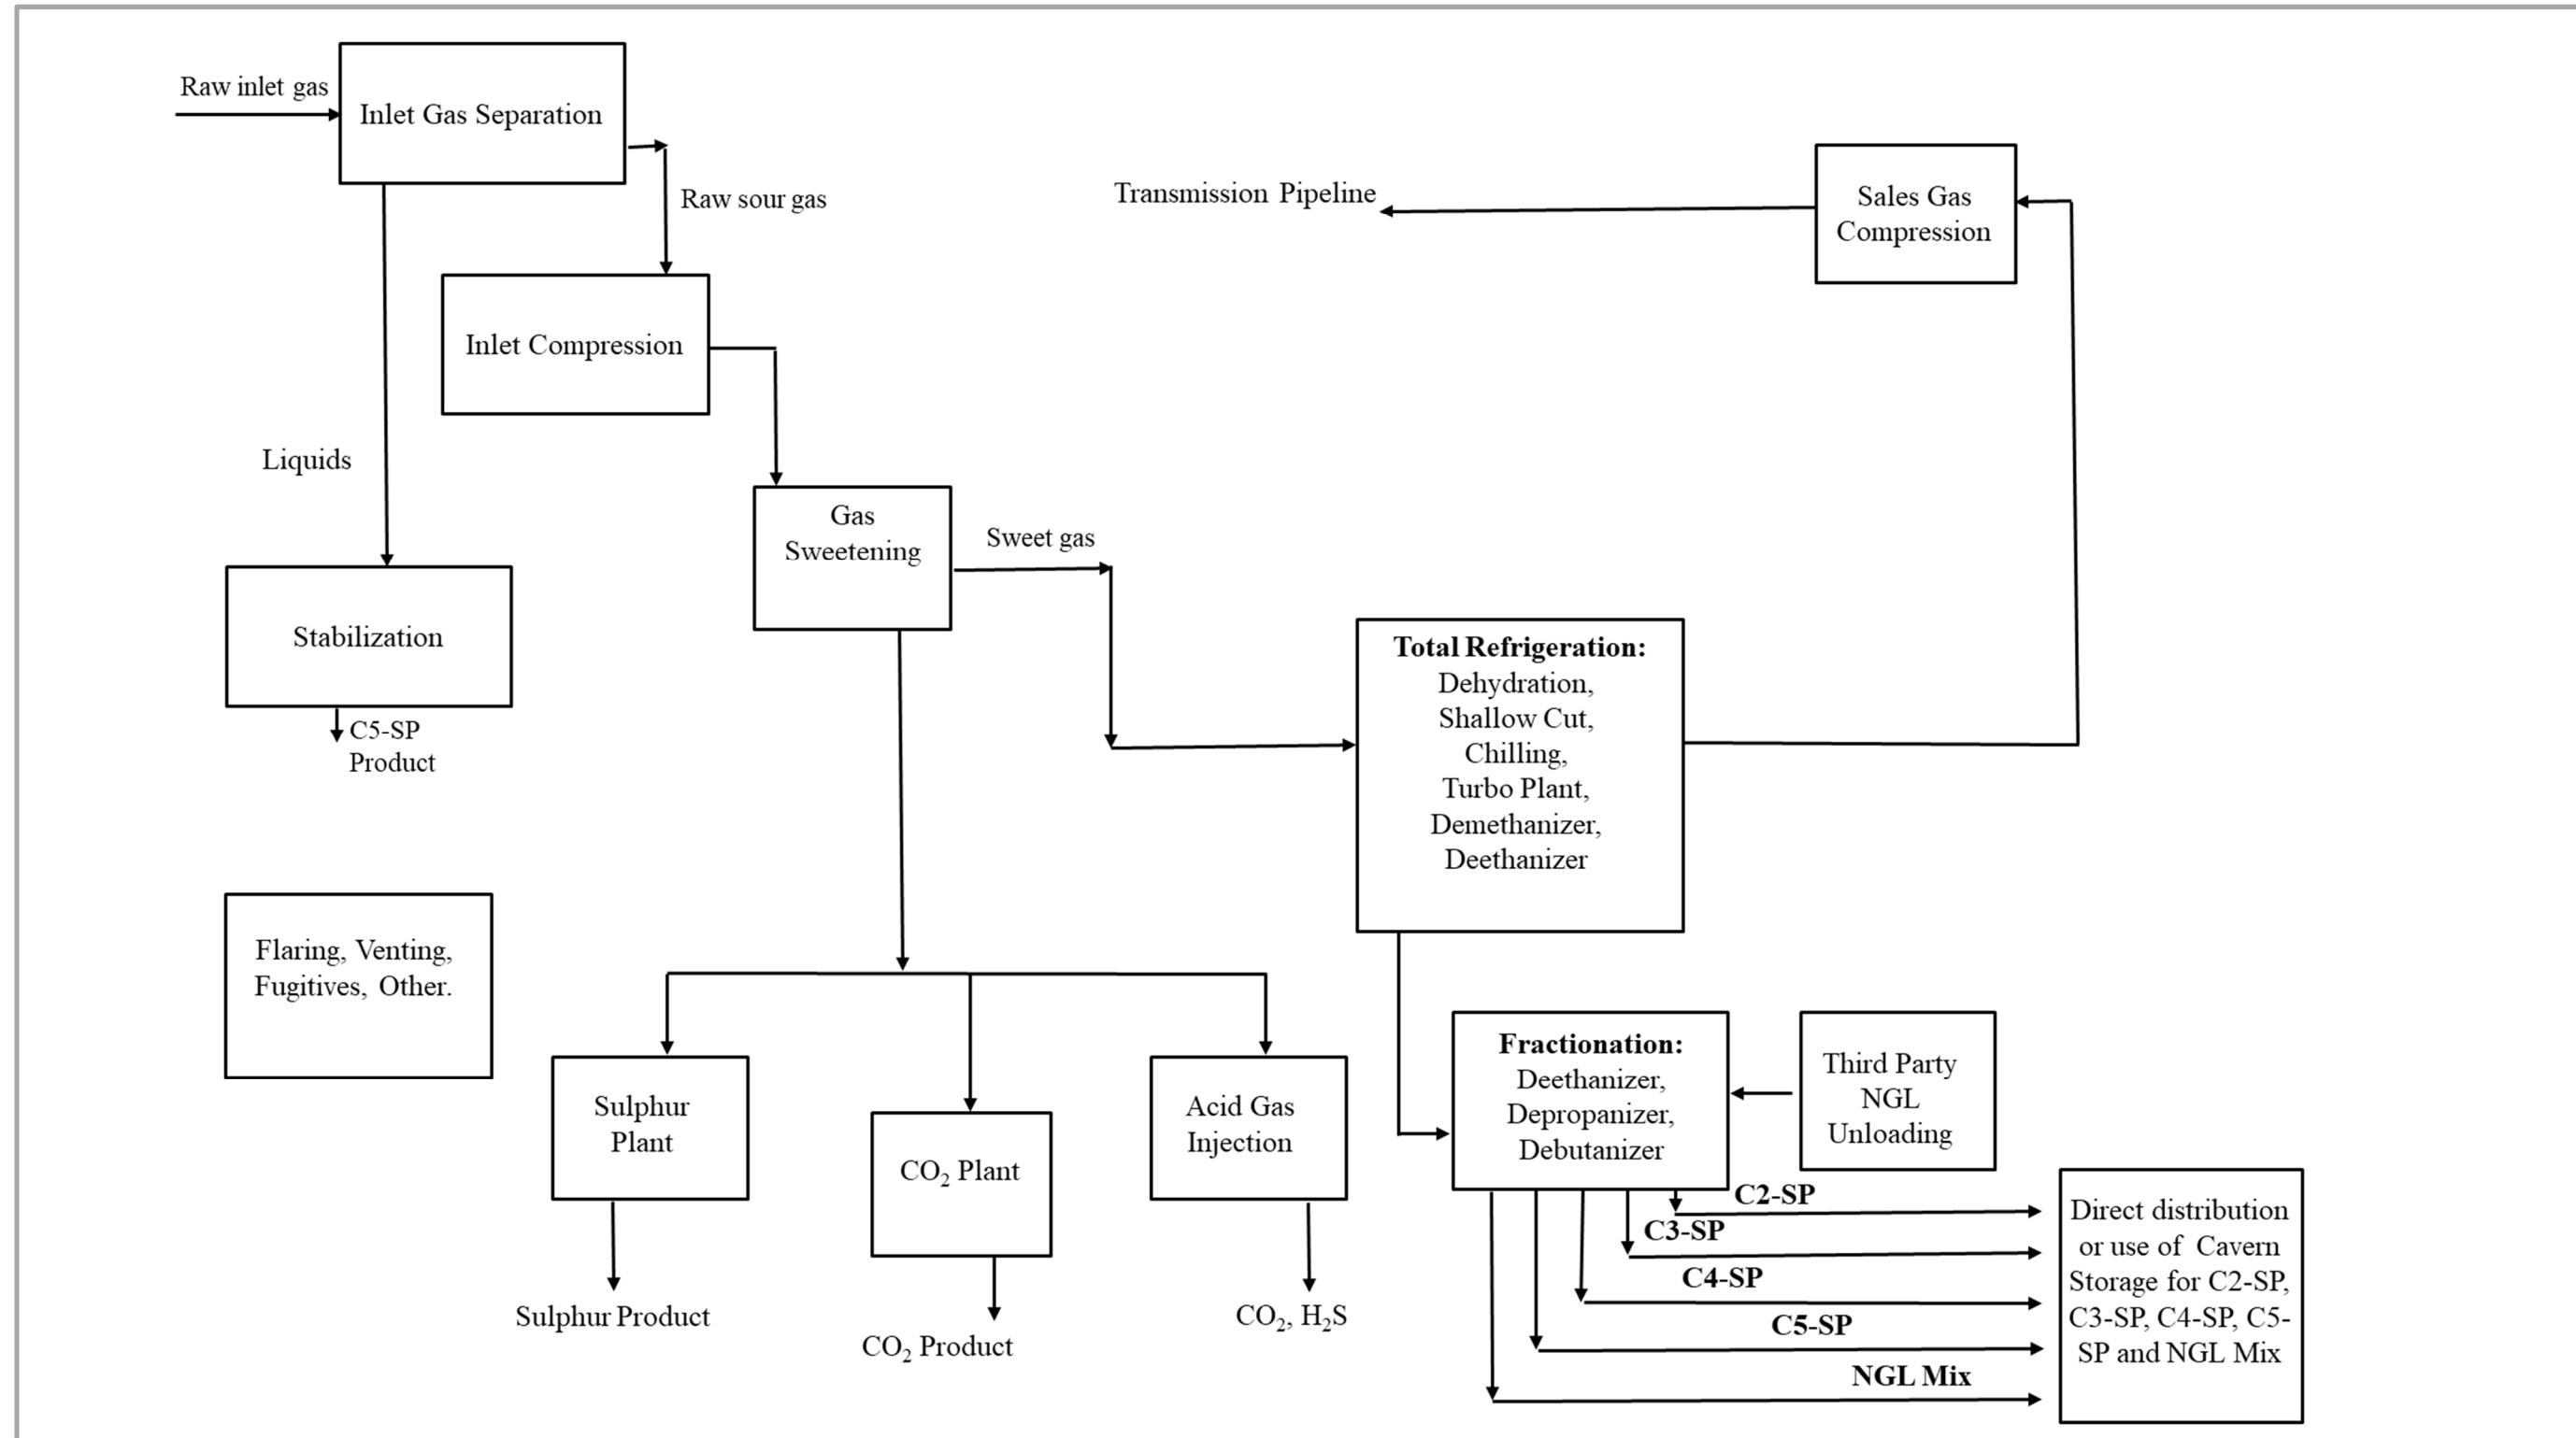 Raw inlet gas
Inlet Gas Separation
Raw sour gas
Transmission Pipeline
Sales Gas
Compression
Inlet Compression
Liquids
Gas
Sweetening
Sweet gas
Stabilization
C5-SP
Product
Total Refrigeration:
Dehydration,
Shallow Cut,
Chilling,
Turbo Plant,
Demethanizer,
Deethanizer
Flaring, Venting,
Fugitives, Other.
Sulphur
Plant
CO₂ Plant
Acid Gas
Injection
Fractionation:
Deethanizer,
Depropanizer,
Debutanizer
Third Party
NGL
Unloading
C2-SP
C3-SP
C4-SP
C5-SP
NGL Mix
Direct distribution
or use of Cavern
Storage for C2-SP,
C3-SP, C4-SP, C5-
SP and NGL Mix
Sulphur Product
CO₂ Product
CO₂, H₂S